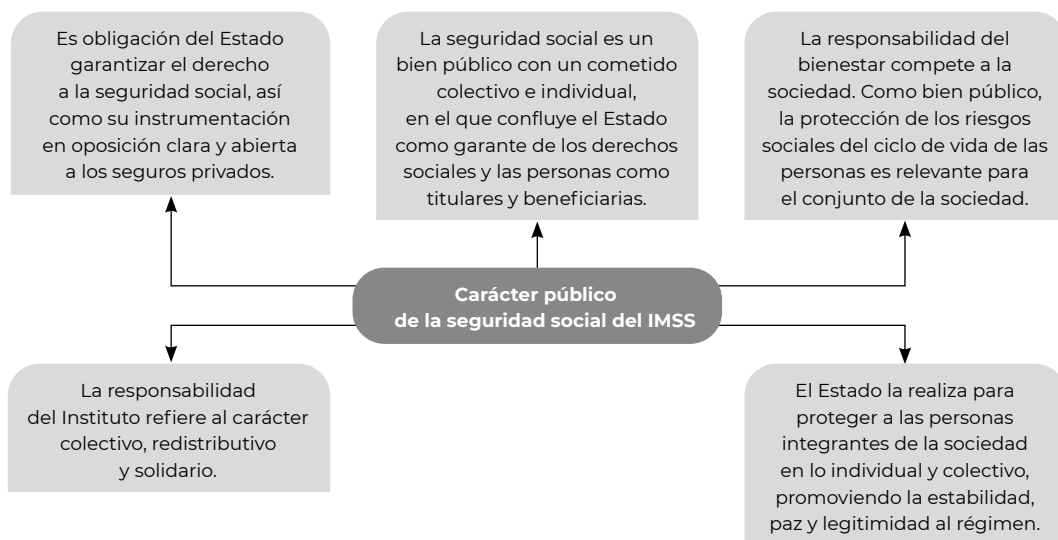 Es obligación del Estado
garantizar el derecho
a la seguridad social, así
como su instrumentación
en oposición clara y abierta
a los seguros privados.
La seguridad social es un
bien público con un cometido
colectivo e individual,
en el que confluye el Estado
como garante de los derechos
sociales y las personas como
titulares y beneficiarias.
La responsabilidad del
bienestar compete a la
sociedad. Como bien público,
la protección de los riesgos
sociales del ciclo de vida de las
personas es relevante para
el conjunto de la sociedad.
Carácter público
de la seguridad social del IMSS
La responsabilidad
del Instituto refiere al carácter
colectivo, redistributivo
y solidario.
El Estado la realiza para
proteger a las personas
integrantes de la sociedad
en lo individual y colectivo,
promoviendo la estabilidad,
paz y legitimidad al régimen.